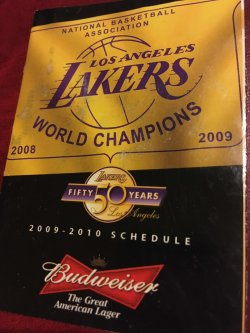 NATIONAL BASKETBALL
ASSOCIATION
LOS ANGELES
LAKERS
WORLD CHAMPIONS
2008 2009
LAKERS
FIFTY 50 YEARS
Los Angeles
2009-2010 SCHEDULE
Budweiser
The Great
American Lager